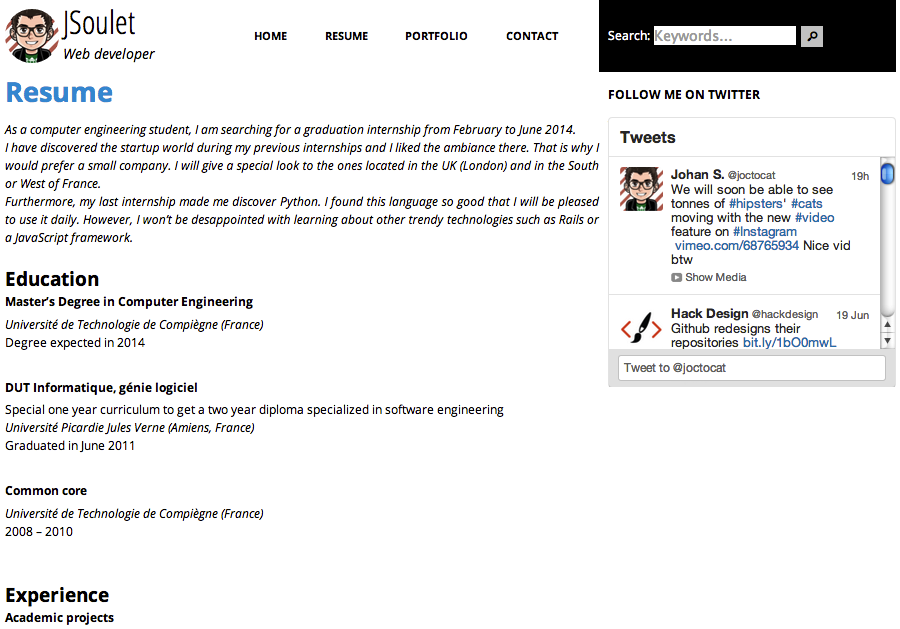 JSoulet
Web developer
HOME
RESUME
PORTFOLIO
CONTACT
Search: Keywords...
Resume
As a computer engineering student, I am searching for a graduation internship from February to June 2014.
I have discovered the startup world during my previous internships and I liked the ambiance there. That is why I
would prefer a small company. I will give a special look to the ones located in the UK (London) and in the South
or West of France.
Furthermore, my last internship made me discover Python. I found this language so good that I will be pleased
to use it daily. However, I won’t be desappointed with learning about other trendy technologies such as Rails or
a JavaScript framework.
Education
Master’s Degree in Computer Engineering
Université de Technologie de Compiègne (France)
Degree expected in 2014
DUT Informatique, génie logiciel
Special one year curriculum to get a two year diploma specialized in software engineering
Université Picardie Jules Verne (Amiens, France)
Graduated in June 2011
Common core
Université de Technologie de Compiègne (France)
2008 – 2010
Experience
Academic projects
FOLLOW ME ON TWITTER
Tweets
Johan S. @joctocat 19h
We will soon be able to see
tonnes of #hipsters' #cats
moving with the new #video
feature on #Instagram
vimeo.com/68765934 Nice vid
btw
Show Media
Hack Design @hackdesign 19 Jun
Github redesigns their
repositories bit.ly/1bO0mwL
Tweet to @joctocat